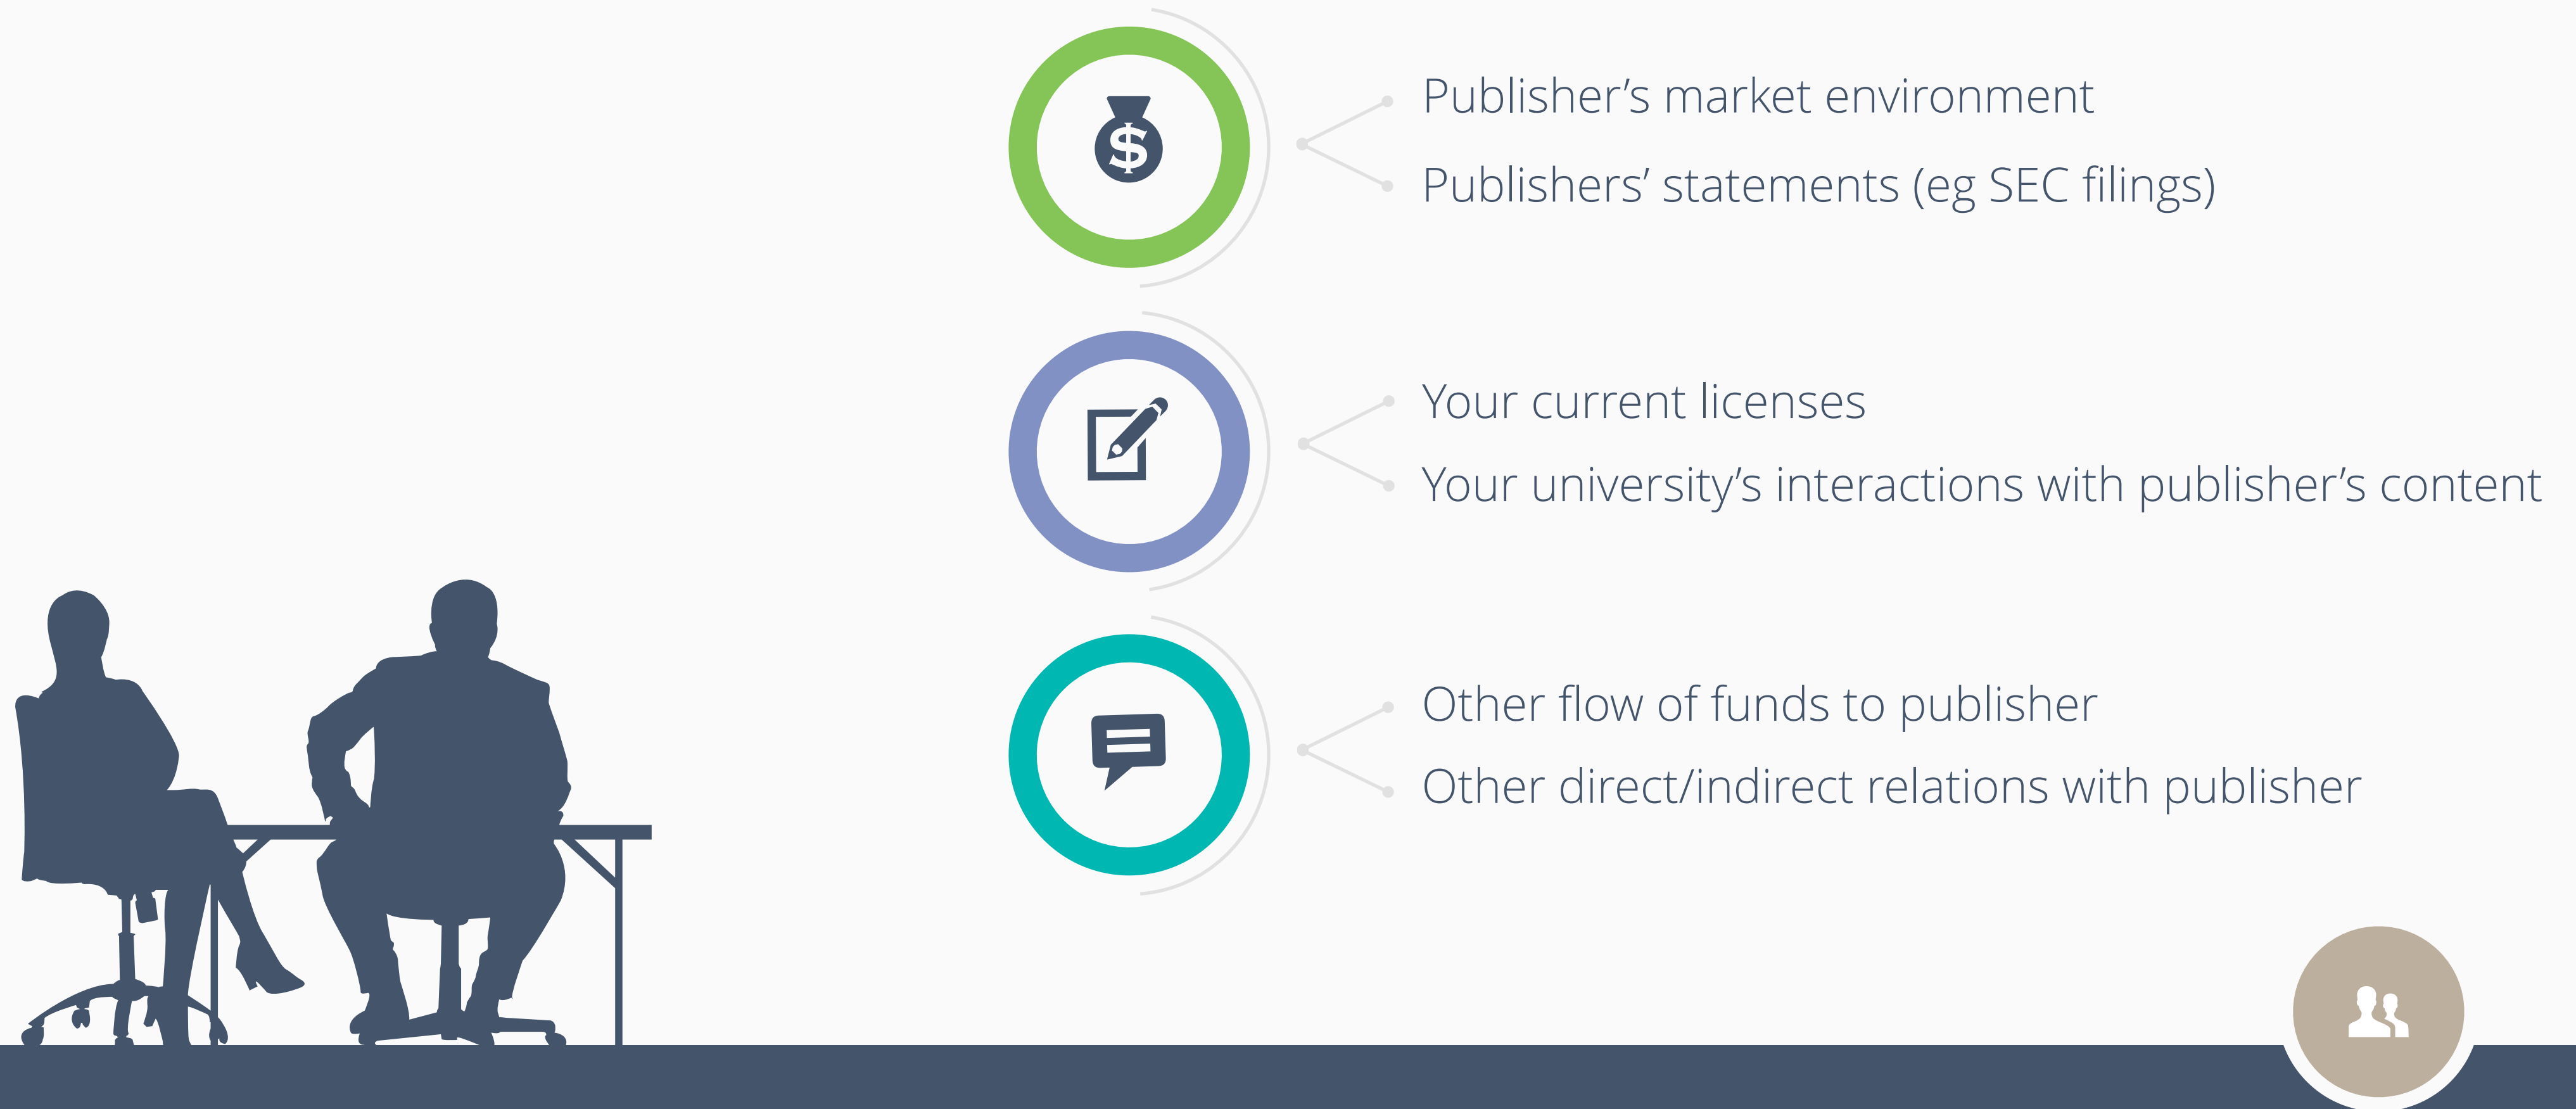 Publisher’s market environment
Publishers’ statements (eg SEC filings)
Your current licenses
Your university’s interactions with publisher’s content
Other flow of funds to publisher
Other direct/indirect relations with publisher